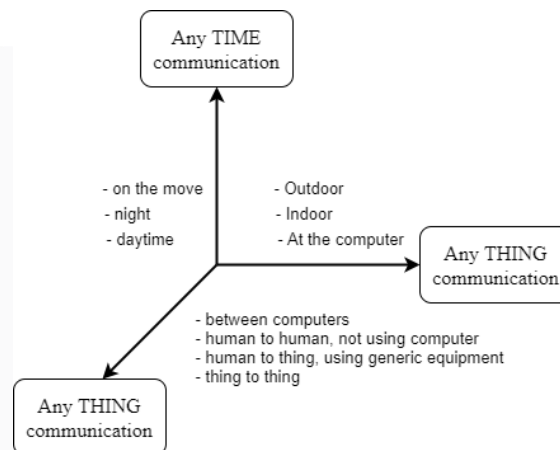 Any TIME
communication
- on the move
- night
- daytime
- Outdoor
- Indoor
- At the computer
Any THING
communication
- between computers
- human to human, not using computer
- human to thing, using generic equipment
- thing to thing
Any THING
communication